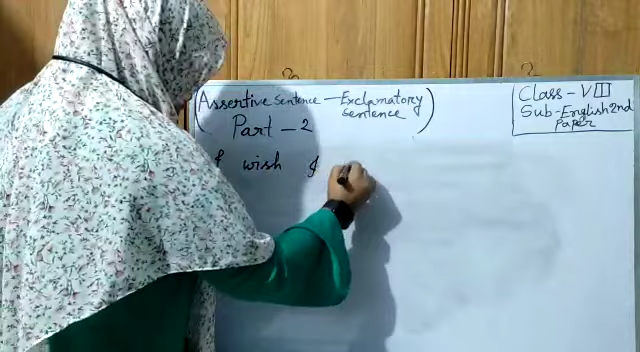 (Assertive Sentence - Exclamatory Sentence)
Part - 2
I wish I
Class - VIII
Sub - English 2nd
Paper